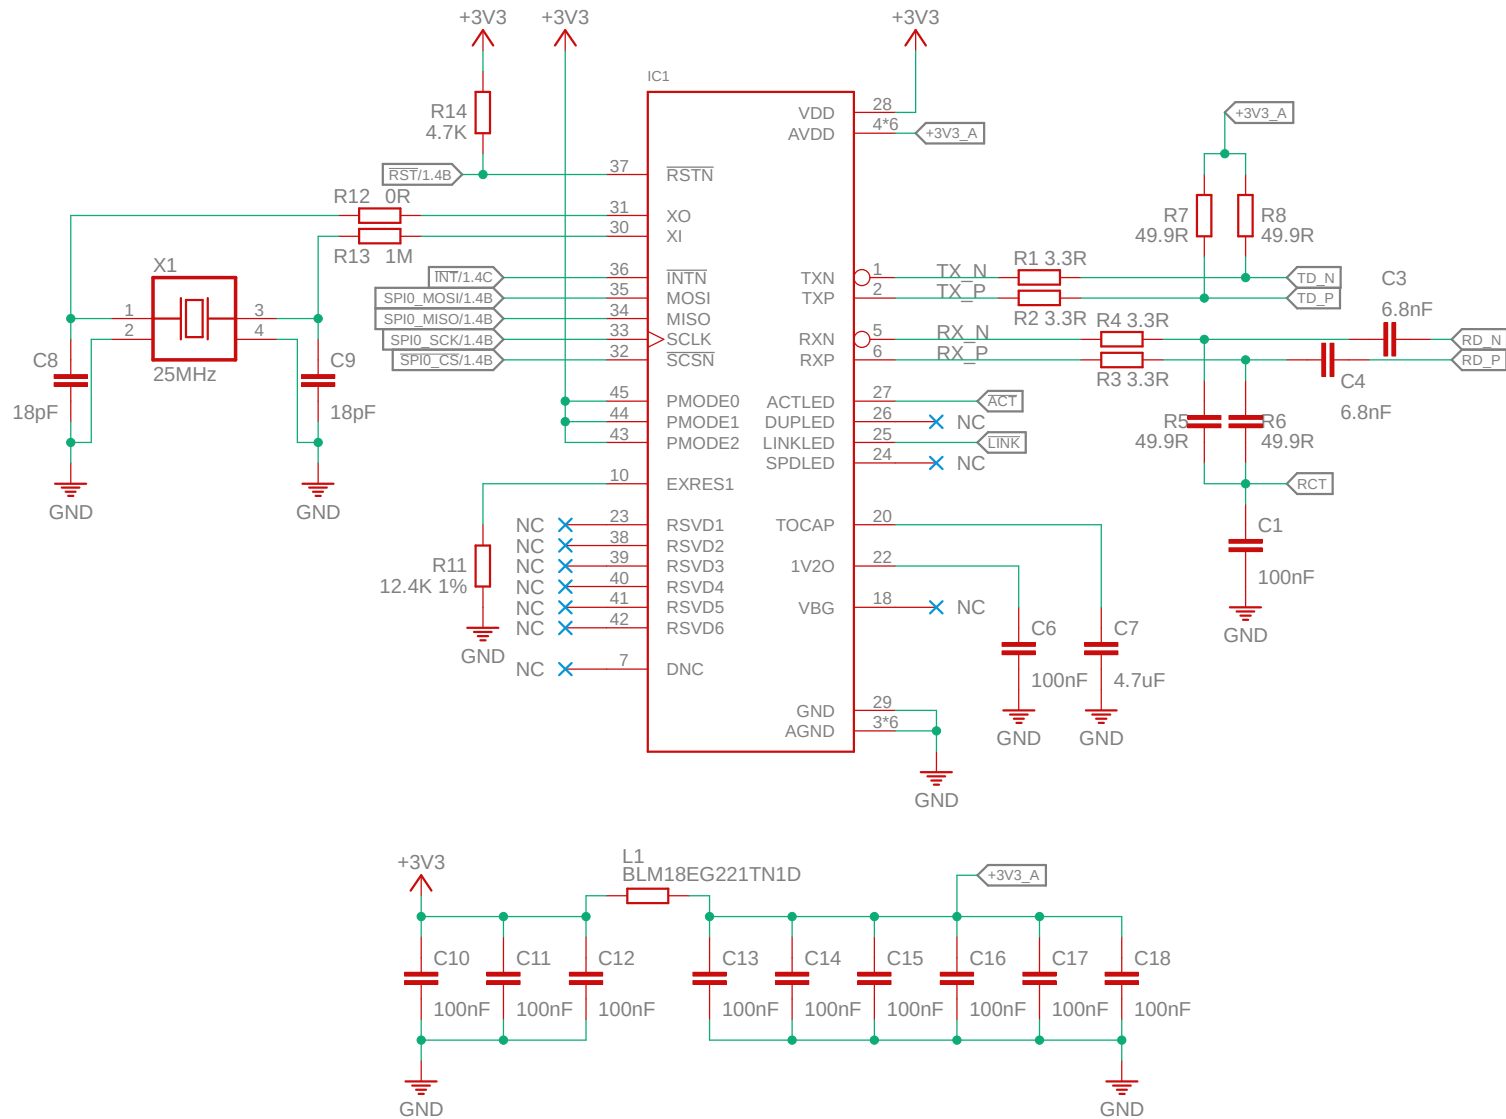 +3V3
+3V3
+3V3
IC1
R14
4.7K
RST/1.4B
R12 0R
R13 1M
X1
1
2
3
4
25MHz
C8
18pF
C9
18pF
GND
GND
INT/1.4C
SPI0_MOSI/1.4B
SPI0_MISO/1.4B
SPI0_SCK/1.4B
SPI0_CS/1.4B
37 RSTN
31 XO
30 XI
36 INTN
35 MOSI
34 MISO
33 SCLK
32 SCSN
45 PMODE0
44 PMODE1
43 PMODE2
10 EXRES1
NC 23 RSVD1
NC 38 RSVD2
NC 39 RSVD3
NC 40 RSVD4
NC 41 RSVD5
NC 42 RSVD6
NC 7 DNC
R11
12.4K 1%
GND
VDD 28
AVDD 4*6 +3V3_A
TXN 1 TX_N R1 3.3R TD_N
TXP 2 TX_P R2 3.3R TD_P
RXN 5 RX_N R4 3.3R RD_N
RXP 6 RX_P R3 3.3R RD_P
ACTLED 27 ACT
DUPLED 26 NC
LINKLED 25 LINK
SPDLED 24 NC
TOCAP 20
1V2O 22
VBG 18 NC
GND 29
AGND 3*6
GND
+3V3_A
R7
49.9R
R8
49.9R
C3
6.8nF
C4
6.8nF
R5
49.9R
R6
49.9R
RCT
C1
100nF
GND
C6
100nF
GND
C7
4.7uF
GND
+3V3
L1
BLM18EG221TN1D
+3V3_A
C10
100nF
C11
100nF
C12
100nF
C13
100nF
C14
100nF
C15
100nF
C16
100nF
C17
100nF
C18
100nF
GND
GND